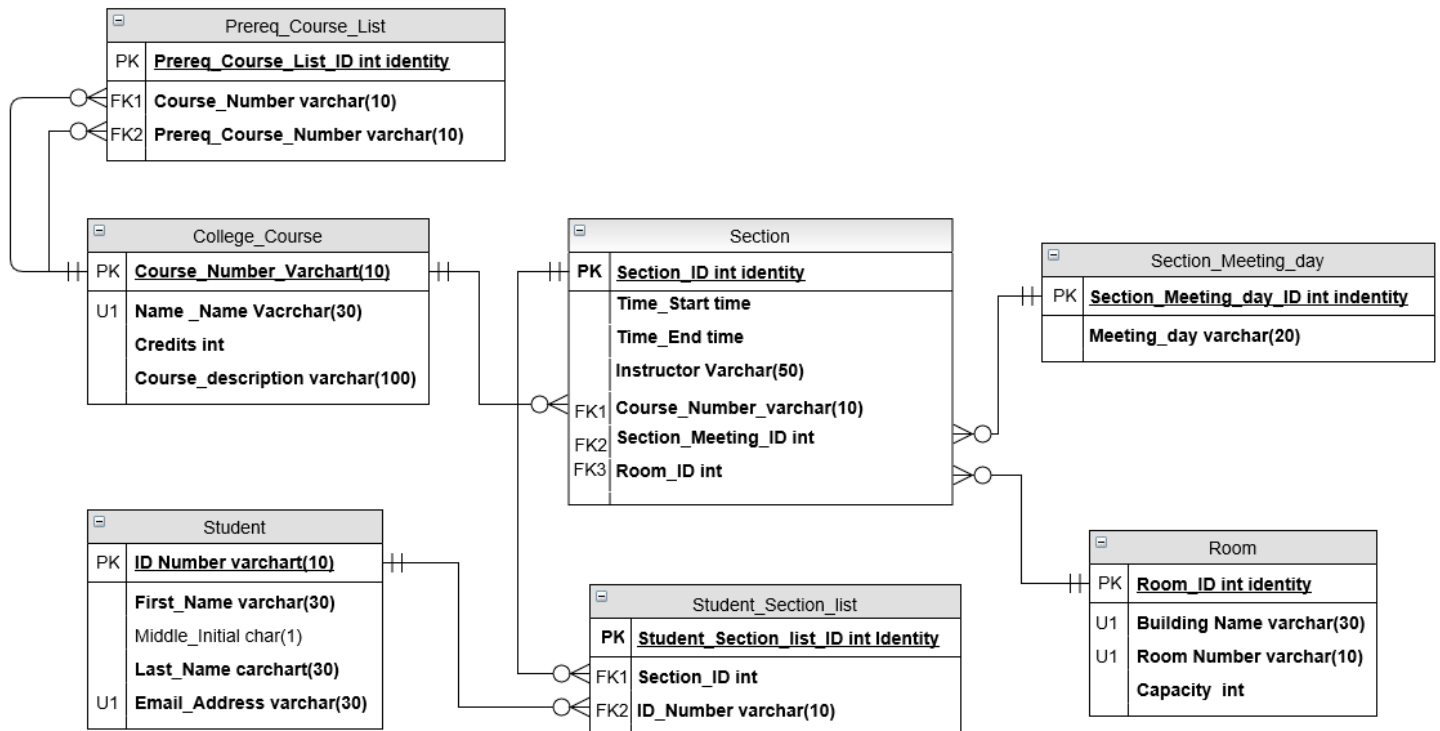 Prereq_Course_List
PK Prereq_Course_List_ID int identity
FK1 Course_Number varchar(10)
FK2 Prereq_Course_Number varchar(10)
College_Course
PK Course_Number_Varchart(10)
U1 Name _Name Vacrchar(30)
Credits int
Course_description varchar(100)
Section
PK Section_ID int identity
Time_Start time
Time_End time
Instructor Varchar(50)
FK1 Course_Number_varchar(10)
FK2 Section_Meeting_ID int
FK3 Room_ID int
Section_Meeting_day
PK Section_Meeting_day_ID int indentity
Meeting_day varchar(20)
Student
PK ID Number varchart(10)
First_Name varchar(30)
Middle_Initial char(1)
Last_Name carchart(30)
U1 Email_Address varchar(30)
Student_Section_list
PK Student_Section_list_ID int Identity
FK1 Section_ID int
FK2 ID_Number varchar(10)
Room
PK Room_ID int identity
U1 Building Name varchar(30)
U1 Room Number varchar(10)
Capacity int